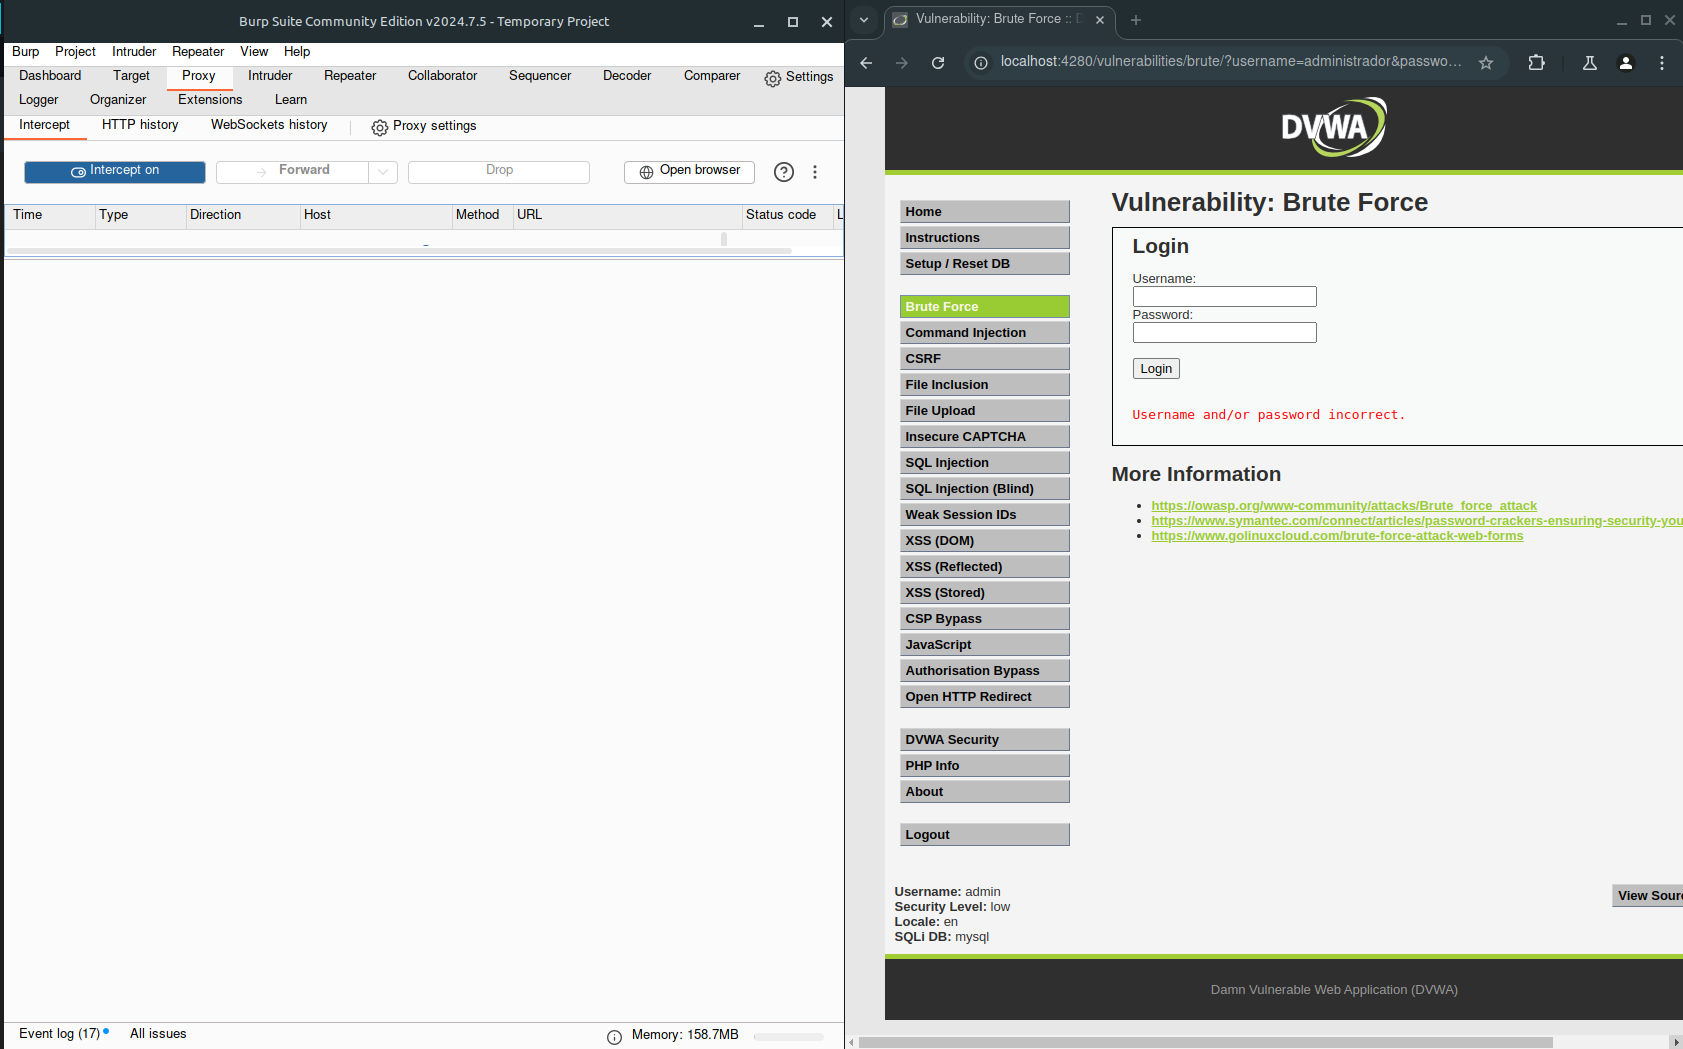 Burp Suite Community Edition v2024.7.5 - Temporary Project
Burp Project Intruder Repeater View Help
Dashboard Target Proxy Intruder Repeater Collaborator Sequencer Decoder Comparer Settings
Logger Organizer Extensions Learn
Intercept HTTP history WebSockets history Proxy settings
Intercept on Forward Drop Open browser
Time Type Direction Host Method URL Status code L
Event log (17) All issues Memory: 158.7MB
Vulnerability: Brute Force :: D
localhost:4280/vulnerabilities/brute/?username=administrador&passwo...
DVWA
Home
Instructions
Setup / Reset DB
Brute Force
Command Injection
CSRF
File Inclusion
File Upload
Insecure CAPTCHA
SQL Injection
SQL Injection (Blind)
Weak Session IDs
XSS (DOM)
XSS (Reflected)
XSS (Stored)
CSP Bypass
JavaScript
Authorisation Bypass
Open HTTP Redirect
DVWA Security
PHP Info
About
Logout
Vulnerability: Brute Force
Login
Username:
Password:
Login
Username and/or password incorrect.
More Information
https://owasp.org/www-community/attacks/Brute_force_attack
https://www.symantec.com/connect/articles/password-crackers-ensuring-security-you
https://www.golinuxcloud.com/brute-force-attack-web-forms
Username: admin
Security Level: low
Locale: en
SQLi DB: mysql
View Sour
Damn Vulnerable Web Application (DVWA)